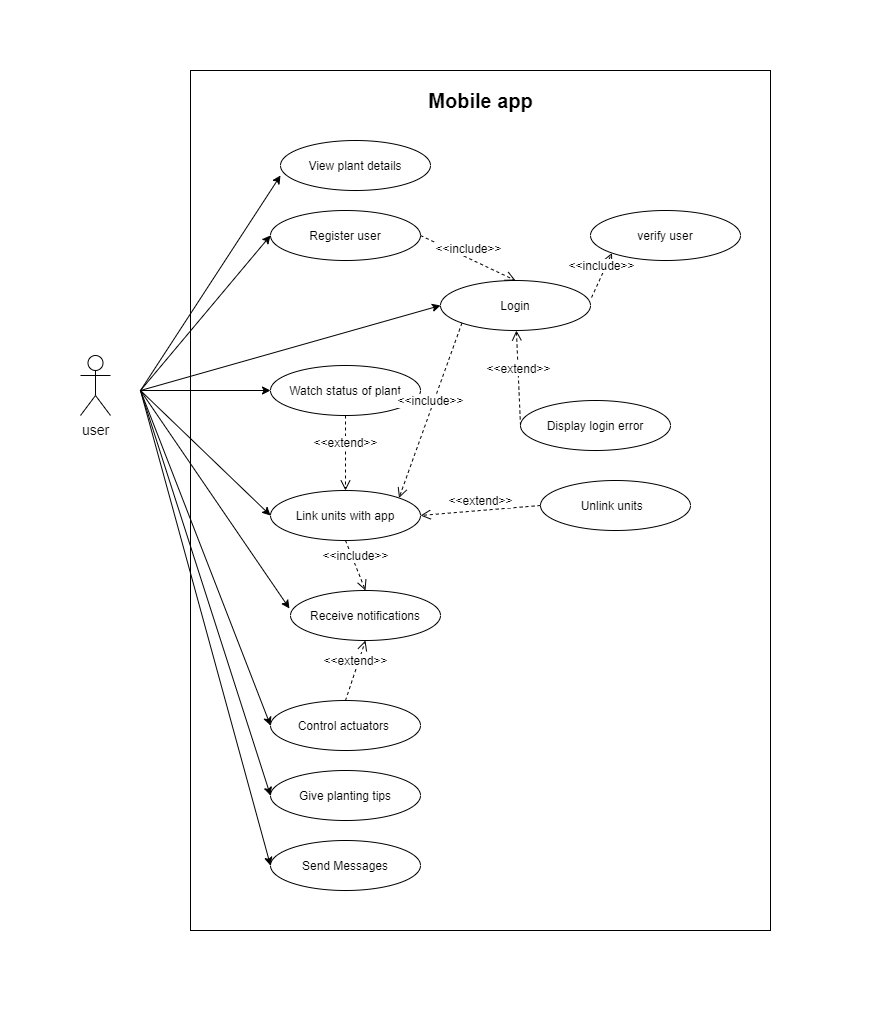 Mobile app
View plant details
Register user
<<include>>
verify user
<<include>>
Login
user
Watch status of plant
<<include>>
<<extend>>
Display login error
<<extend>>
Link units with app
<<extend>>
Unlink units
<<include>>
Receive notifications
<<extend>>
Control actuators
Give planting tips
Send Messages